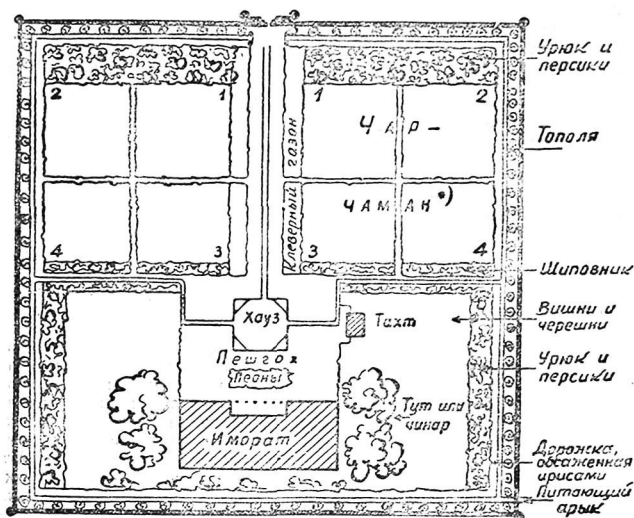 Урюк и
персики
2 1 1 2
Чар-
Тополя
Клеверный газон
Чаман*)
4 3 3 4
Шиповник
Хауз
Тахт
Вишни и
черешни
Пешгох
Пеоны
Урюк и
персики
Тут или
чинар
Иморат
Дорожка,
обсаженная
ирисами
Питающий
арык